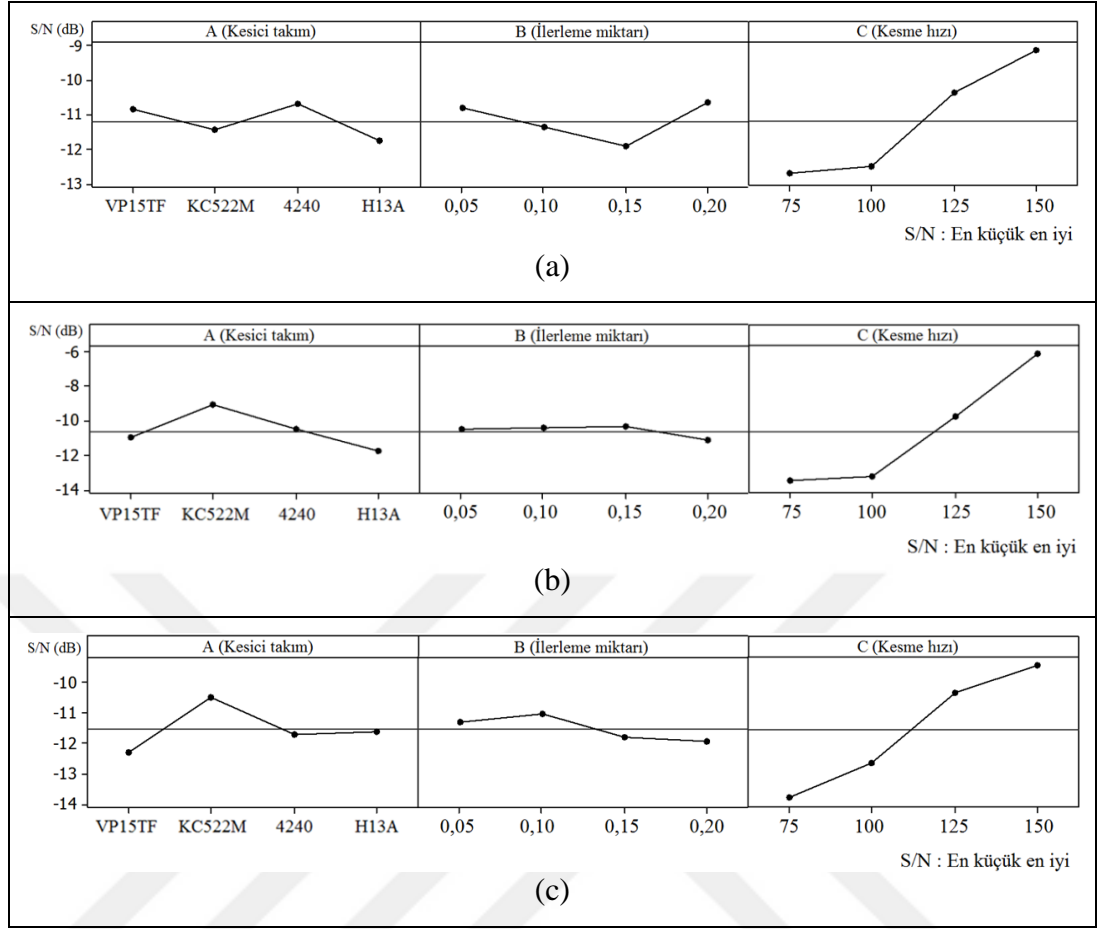 S/N (dB) A (Kesici takım) B (İlerleme miktarı) C (Kesme hızı)
-9
-10
-11
-12
-13
VP15TF KC522M 4240 H13A 0,05 0,10 0,15 0,20 75 100 125 150
S/N : En küçük en iyi
(a)
S/N (dB) A (Kesici takım) B (İlerleme miktarı) C (Kesme hızı)
-6
-8
-10
-12
-14
VP15TF KC522M 4240 H13A 0,05 0,10 0,15 0,20 75 100 125 150
S/N : En küçük en iyi
(b)
S/N (dB) A (Kesici takım) B (İlerleme miktarı) C (Kesme hızı)
-10
-11
-12
-13
-14
VP15TF KC522M 4240 H13A 0,05 0,10 0,15 0,20 75 100 125 150
S/N : En küçük en iyi
(c)